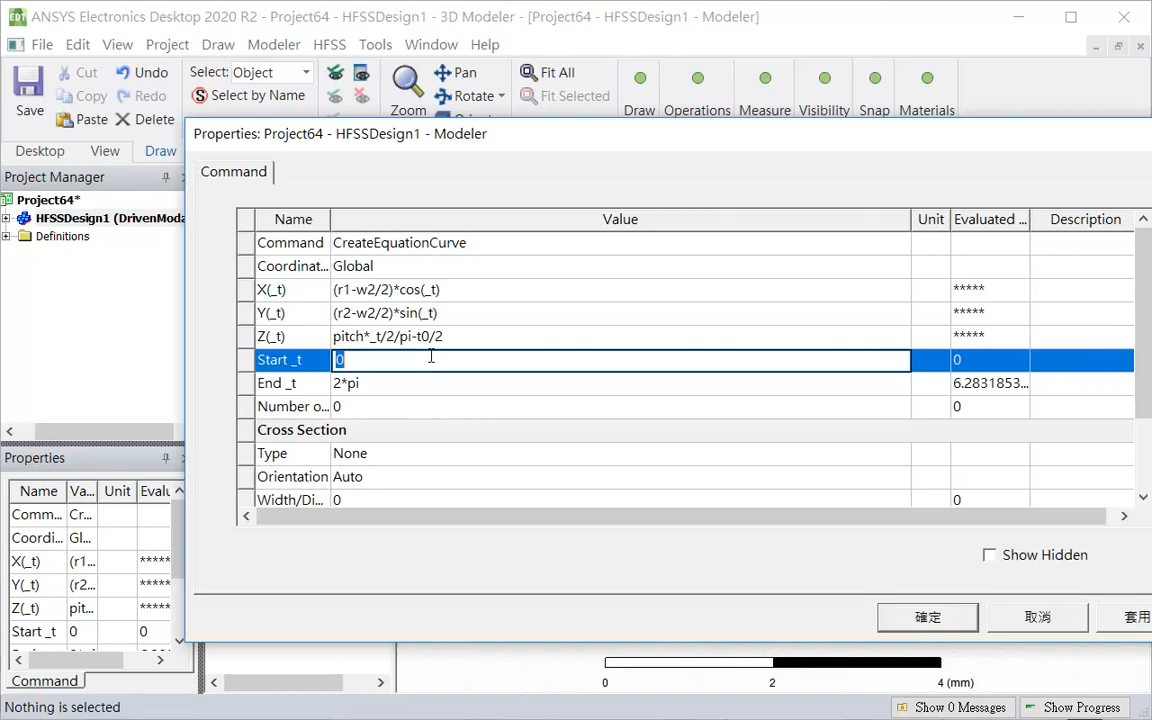 ANSYS Electronics Desktop 2020 R2 - Project64 - HFSSDesign1 - 3D Modeler - [Project64 - HFSSDesign1 - Modeler]
File Edit View Project Draw Modeler HFSS Tools Window Help
Save
Cut
Copy
Paste
Undo
Redo
Delete
Select: Object
Select by Name
Zoom
Pan
Rotate
Fit All
Fit Selected
Draw Operations Measure Visibility Snap Materials
Desktop View Draw
Project Manager
Project64*
HFSSDesign1 (DrivenModa
Definitions
Properties
Name Va... Unit Evalu
Comm... Cr...
Coordi... Gl...
X(_t) (r1... *****
Y(_t) (r2... *****
Z(_t) pit... *****
Start _t 0 0
Command
Nothing is selected
Properties: Project64 - HFSSDesign1 - Modeler
Command
Name Value Unit Evaluated ... Description
Command CreateEquationCurve
Coordinat... Global
X(_t) (r1-w2/2)*cos(_t) *****
Y(_t) (r2-w2/2)*sin(_t) *****
Z(_t) pitch*_t/2/pi-t0/2 *****
Start _t 0 0
End _t 2*pi 6.2831853...
Number o... 0 0
Cross Section
Type None
Orientation Auto
Width/Di... 0 0
Show Hidden
確定 取消 套用
0 2 4 (mm)
Show 0 Messages Show Progress